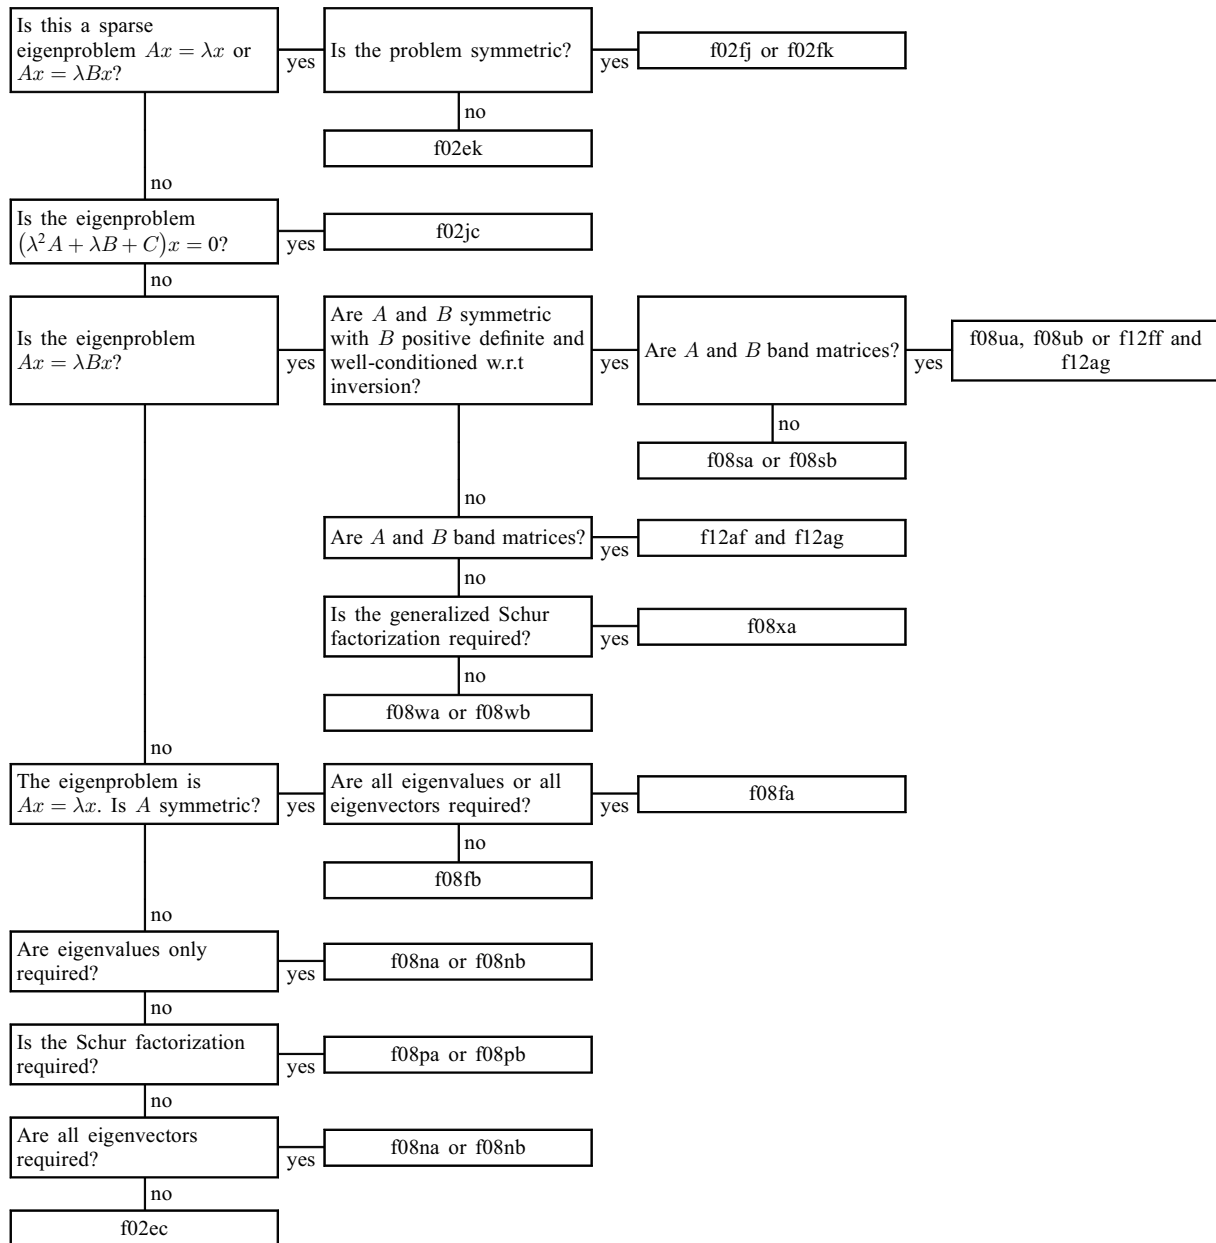 Is this a sparse
eigenproblem Ax = λx or
Ax = λBx?
yes
Is the problem symmetric?
yes
f02fj or f02fk
no
f02ek
no
Is the eigenproblem
(λ²A + λB + C)x = 0?
yes
f02jc
no
Is the eigenproblem
Ax = λBx?
yes
Are A and B symmetric
with B positive definite and
well-conditioned w.r.t
inversion?
yes
Are A and B band matrices?
yes
f08ua, f08ub or f12ff and
f12ag
no
f08sa or f08sb
no
Are A and B band matrices?
yes
f12af and f12ag
no
Is the generalized Schur
factorization required?
yes
f08xa
no
f08wa or f08wb
no
The eigenproblem is
Ax = λx. Is A symmetric?
yes
Are all eigenvalues or all
eigenvectors required?
yes
f08fa
no
f08fb
no
Are eigenvalues only
required?
yes
f08na or f08nb
no
Is the Schur factorization
required?
yes
f08pa or f08pb
no
Are all eigenvectors
required?
yes
f08na or f08nb
no
f02ec